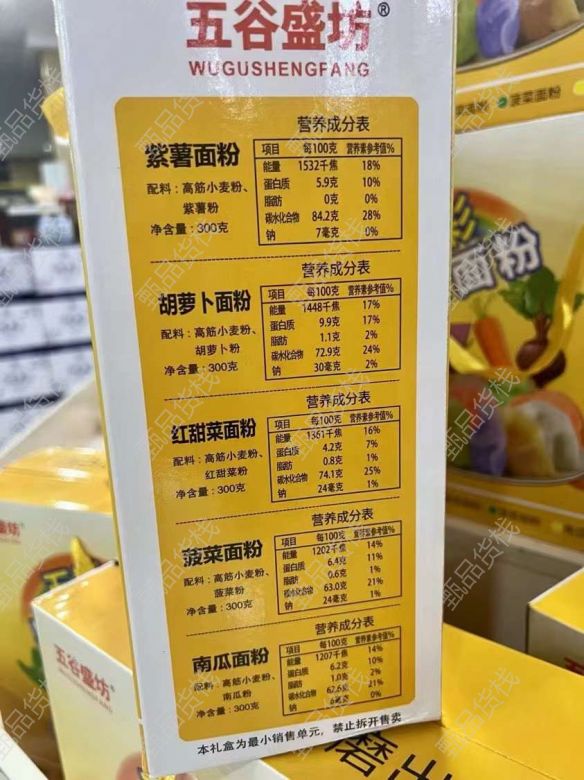 五谷盛坊®
WUGUSHENGFANG
营养成分表
紫薯面粉
配料：高筋小麦粉、
紫薯粉
净含量：300克
项目 每100克 营养素参考值%
能量 1532千焦 18%
蛋白质 5.9克 10%
脂肪 0克 0%
碳水化合物 84.2克 28%
钠 7毫克 0%
营养成分表
胡萝卜面粉
配料：高筋小麦粉、
胡萝卜粉
净含量：300克
项目 每100克 营养素参考值%
能量 1448千焦 17%
蛋白质 9.9克 17%
脂肪 1.1克 2%
碳水化合物 72.9克 24%
钠 30毫克 2%
营养成分表
红甜菜面粉
配料：高筋小麦粉、
红甜菜粉
净含量：300克
项目 每100克 营养素参考值%
能量 1361千焦 16%
蛋白质 4.2克 7%
脂肪 0.8克 1%
碳水化合物 74.1克 25%
钠 24毫克 1%
营养成分表
菠菜面粉
配料：高筋小麦粉、
菠菜粉
净含量：300克
项目 每100克 营养素参考值%
能量 1202千焦 14%
蛋白质 6.4克 11%
脂肪 0.6克 1%
碳水化合物 63.0克 21%
钠 24毫克 1%
营养成分表
南瓜面粉
配料：高筋小麦粉、
南瓜粉
净含量：300克
项目 每100克 营养素参考值%
能量 1207千焦 14%
蛋白质 6.2克 10%
脂肪 1.0克 2%
碳水化合物 62.6克 21%
钠 6毫克 0%
本礼盒为最小销售单元，禁止拆开售卖
菠菜面粉
彩
面粉
五谷盛坊
磨出
甄品货栈